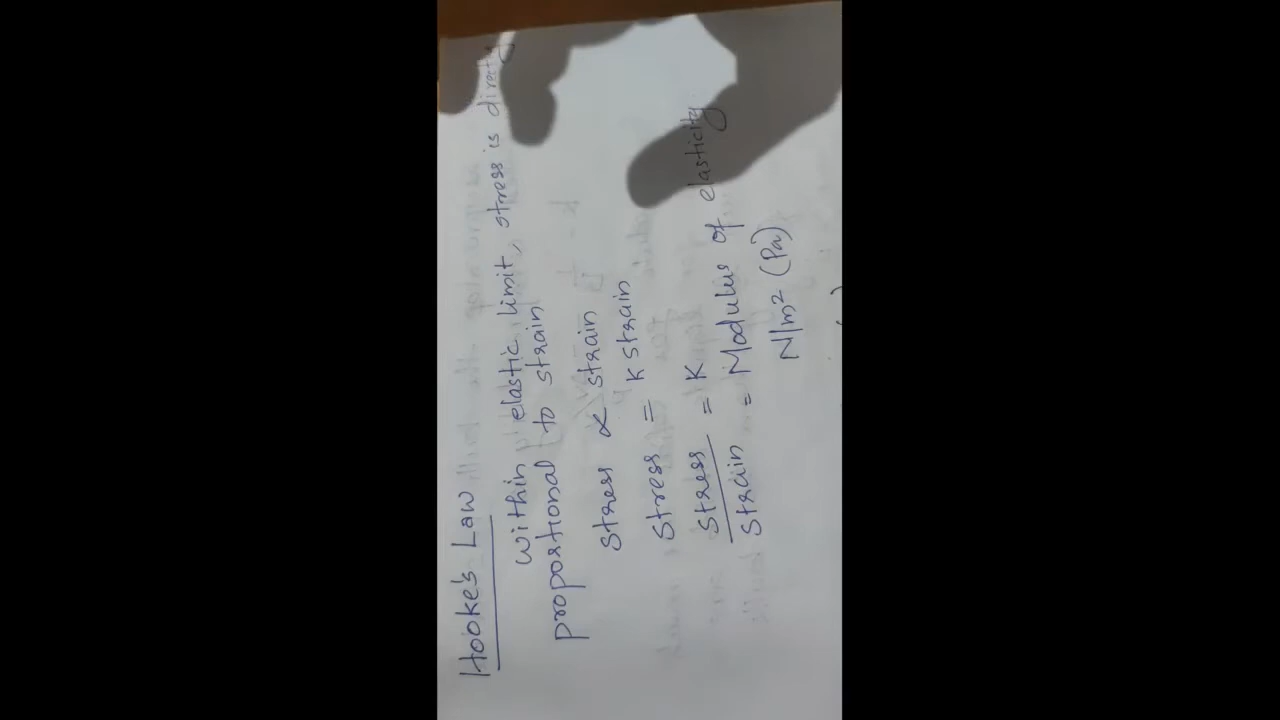 Hooke's Law
Within elastic limit, stress is directly
proportional to strain
Stress ∝ strain
Stress = K strain
Stress / Strain = K
= Modulus of elasticity
N/m² (Pa)